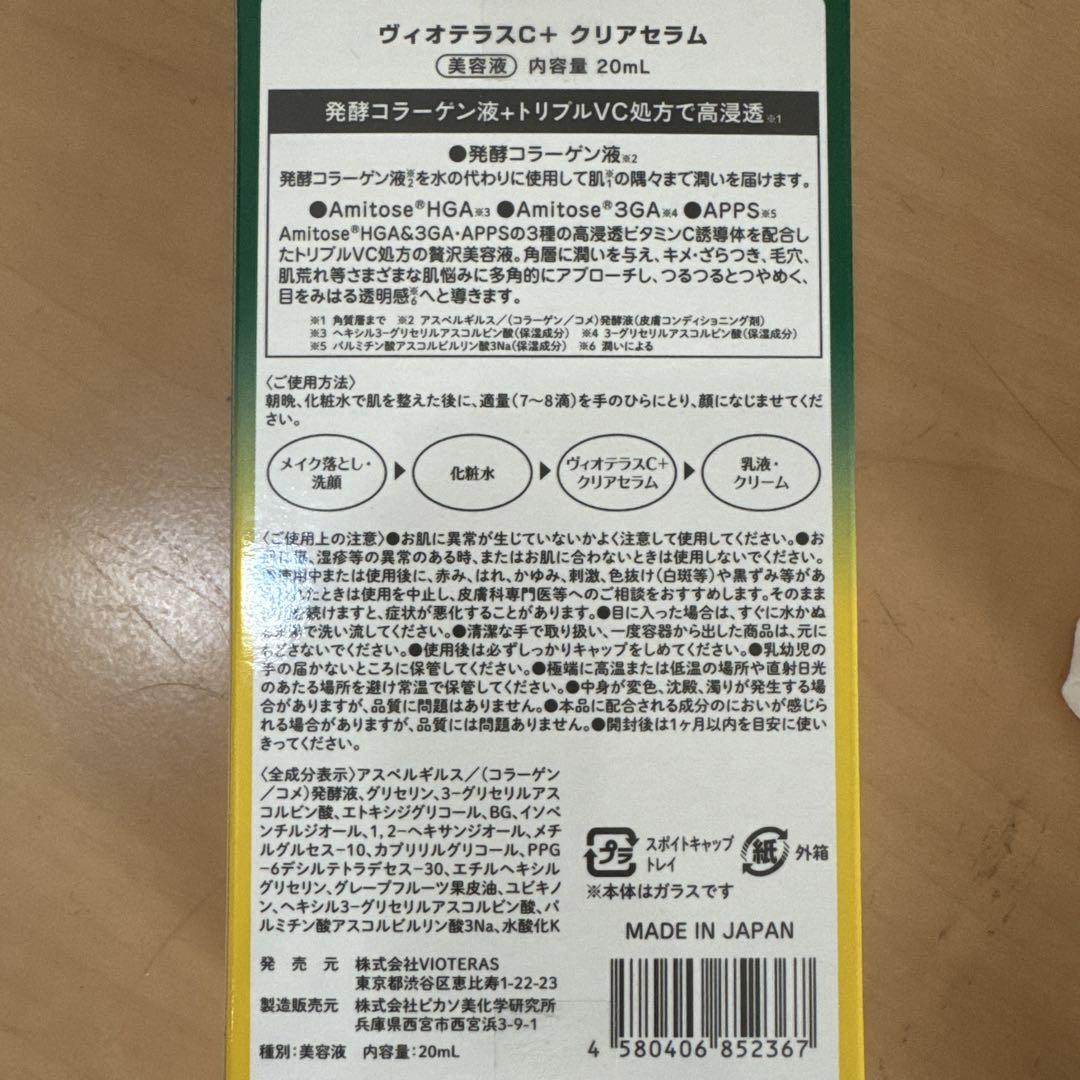 ヴィオテラスC+ クリアセラム
美容液 内容量 20mL
発酵コラーゲン液+トリプルVC処方で高浸透※1
●発酵コラーゲン液※2
発酵コラーゲン液※2を水の代わりに使用して肌※1の隅々まで潤いを届けます。
●Amitose®HGA※3 ●Amitose®3GA※4 ●APPS※5
Amitose®HGA&3GA・APPSの3種の高浸透ビタミンC誘導体を配合し
たトリプルVC処方の贅沢美容液。角層に潤いを与え、キメ・ざらつき、毛穴、
肌荒れ等さまざまな肌悩みに多角的にアプローチし、つるつるとつやめく、
目をみはる透明感※6へと導きます。
※1 角質層まで ※2 アスペルギルス/(コラーゲン/コメ)発酵液(皮膚コンディショニング剤)
※3 ヘキシル3-グリセリルアスコルビン酸(保湿成分) ※4 3-グリセリルアスコルビン酸(保湿成分)
※5 パルミチン酸アスコルビルリン酸3Na(保湿成分) ※6 潤いによる
〈ご使用方法〉
朝晩、化粧水で肌を整えた後に、適量(7〜8滴)を手のひらにとり、顔になじませてくだ
さい。
メイク落とし・
洗顔
化粧水
ヴィオテラスC+
クリアセラム
乳液・
クリーム
〈ご使用上の注意〉●お肌に異常が生じていないかよく注意して使用してください。●お
、湿疹等の異常のある時、またはお肌に合わないときは使用しないでください。
使用中または使用後に、赤み、はれ、かゆみ、刺激、色抜け(白斑等)や黒ずみ等があ
れたときは使用を中止し、皮膚科専門医等へのご相談をおすすめします。そのまま
続けますと、症状が悪化することがあります。●目に入った場合は、すぐに水かぬ
で洗い流してください。●清潔な手で取り扱い、一度容器から出した商品は、元に
どさないでください。●使用後は必ずしっかりキャップをしめてください。●乳幼児の
手の届かないところに保管してください。●極端に高温または低温の場所や直射日光
のあたる場所を避け常温で保管してください。●中身が変色、沈殿、濁りが発生する場
合がありますが、品質に問題はありません。●本品に配合される成分のにおいが感じら
れる場合がありますが、品質には問題ありません。●開封後は1ヶ月以内を目安に使い
きってください。
〈全成分表示〉アスペルギルス/(コラーゲン
/コメ)発酵液、グリセリン、3-グリセリルアス
コルビン酸、エトキシジグリコール、BG、イソペ
ンチルジオール、1,2-ヘキサンジオール、メチ
ルグルセス-10、カプリリルグリコール、PPG
-6デシルテトラデセス-30、エチルヘキシル
グリセリン、グレープフルーツ果皮油、ユビキノ
ン、ヘキシル3-グリセリルアスコルビン酸、パ
ルミチン酸アスコルビルリン酸3Na、水酸化K
プラ
スポイトキャップ
トレイ
紙
外箱
※本体はガラスです
MADE IN JAPAN
発売元 株式会社VIOTERAS
東京都渋谷区恵比寿1-22-23
製造販売元 株式会社ピカソ美化学研究所
兵庫県西宮市西宮浜3-9-1
種別:美容液 内容量:20mL
4 580406 852367